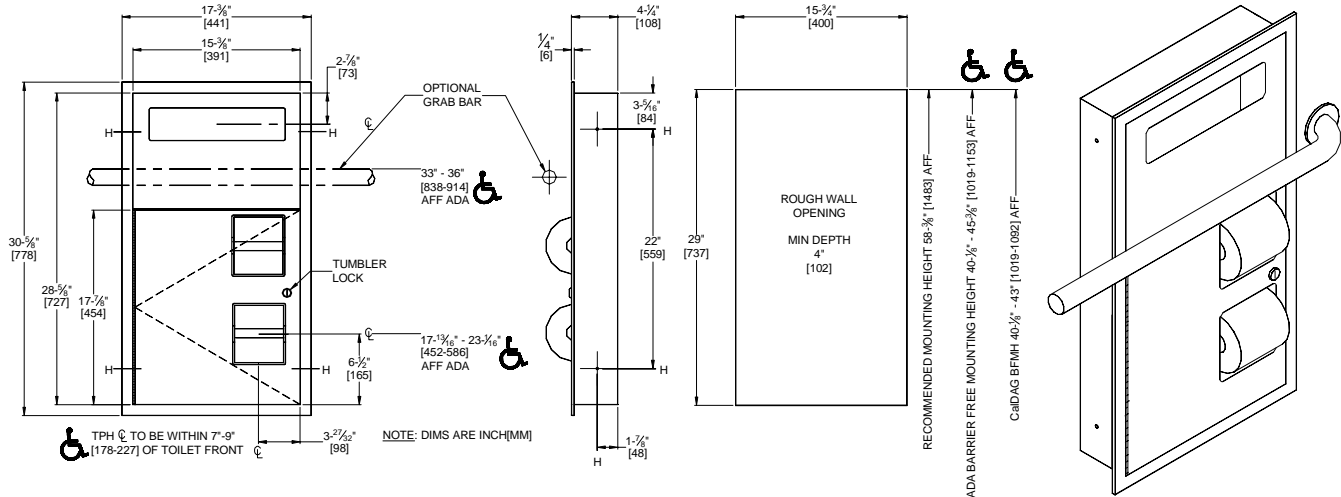 17-3⁄8"
[441]
15-3⁄8"
[391]
2-7⁄8"
[73]
H
H
OPTIONAL
GRAB BAR
℄
33" - 36"
[838-914]
AFF ADA
30-5⁄8"
[778]
28-5⁄8"
[727]
17-7⁄8"
[454]
TUMBLER
LOCK
℄
17-13⁄16" - 23-1⁄16"
[452-586]
AFF ADA
6-1⁄2"
[165]
H
H
TPH ℄ TO BE WITHIN 7"-9"
[178-227] OF TOILET FRONT
℄
3-27⁄32"
[98]
NOTE: DIMS ARE INCH[MM]
4-1⁄4"
[108]
1⁄4"
[6]
3-5⁄16"
[84]
H
22"
[559]
H
1-7⁄8"
[48]
H
15-3⁄4"
[400]
29"
[737]
ROUGH WALL
OPENING
MIN DEPTH
4"
[102]
RECOMMENDED MOUNTING HEIGHT 58-3⁄8" [1483] AFF
ADA BARRIER FREE MOUNTING HEIGHT 40-1⁄8" - 45-3⁄8" [1019-1153] AFF
CalDAG BFMH 40-1⁄8" - 43" [1019-1092] AFF